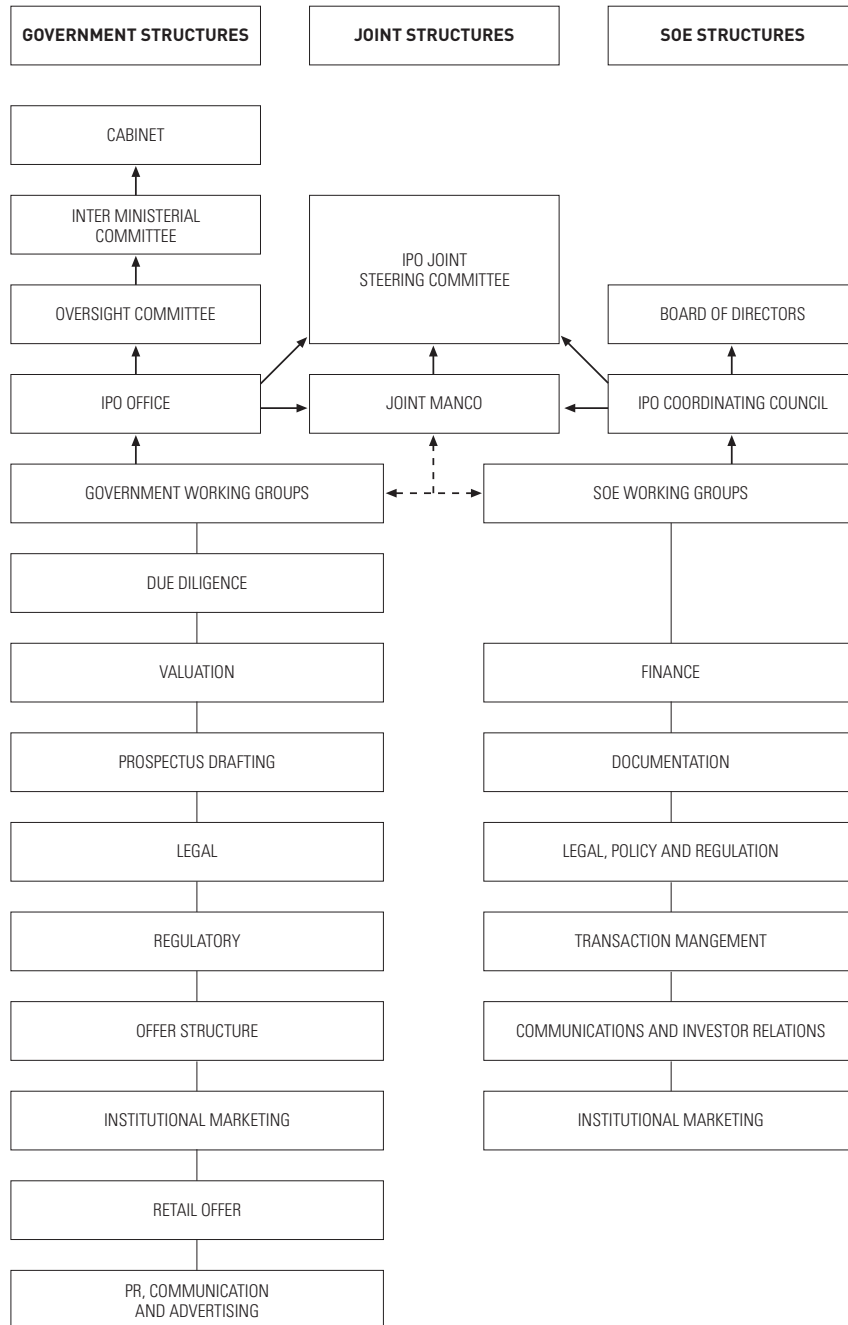 GOVERNMENT STRUCTURES
JOINT STRUCTURES
SOE STRUCTURES
CABINET
INTER MINISTERIAL
COMMITTEE
IPO JOINT
STEERING COMMITTEE
OVERSIGHT COMMITTEE
BOARD OF DIRECTORS
IPO OFFICE
JOINT MANCO
IPO COORDINATING COUNCIL
GOVERNMENT WORKING GROUPS
SOE WORKING GROUPS
DUE DILIGENCE
VALUATION
FINANCE
PROSPECTUS DRAFTING
DOCUMENTATION
LEGAL
LEGAL, POLICY AND REGULATION
REGULATORY
TRANSACTION MANGEMENT
OFFER STRUCTURE
COMMUNICATIONS AND INVESTOR RELATIONS
INSTITUTIONAL MARKETING
INSTITUTIONAL MARKETING
RETAIL OFFER
PR, COMMUNICATION
AND ADVERTISING